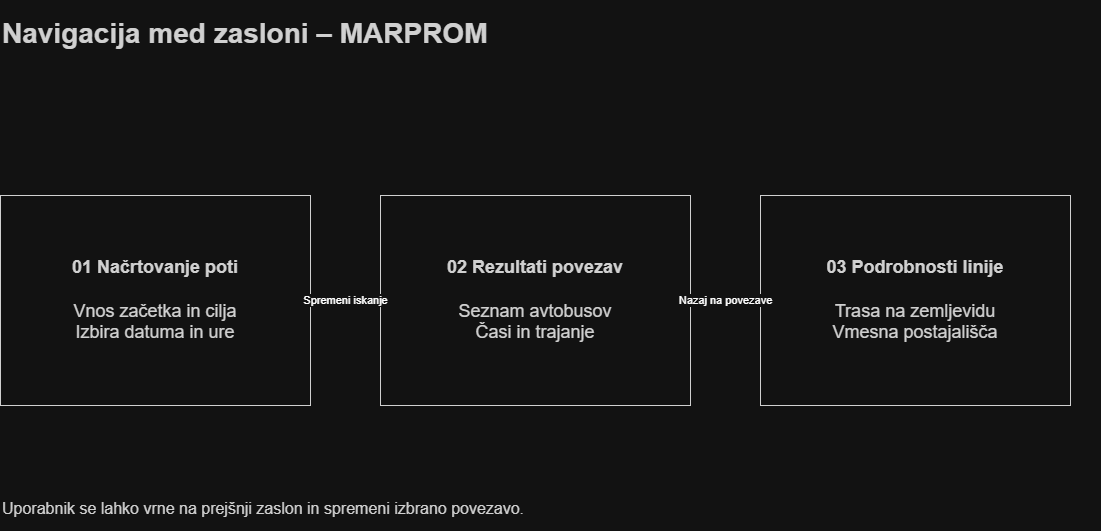 Navigacija med zasloni – MARPROM
01 Načrtovanje poti
Vnos začetka in cilja
Izbira datuma in ure
Spremeni iskanje
02 Rezultati povezav
Seznam avtobusov
Časi in trajanje
Nazaj na povezave
03 Podrobnosti linije
Trasa na zemljevidu
Vmesna postajališča
Uporabnik se lahko vrne na prejšnji zaslon in spremeni izbrano povezavo.